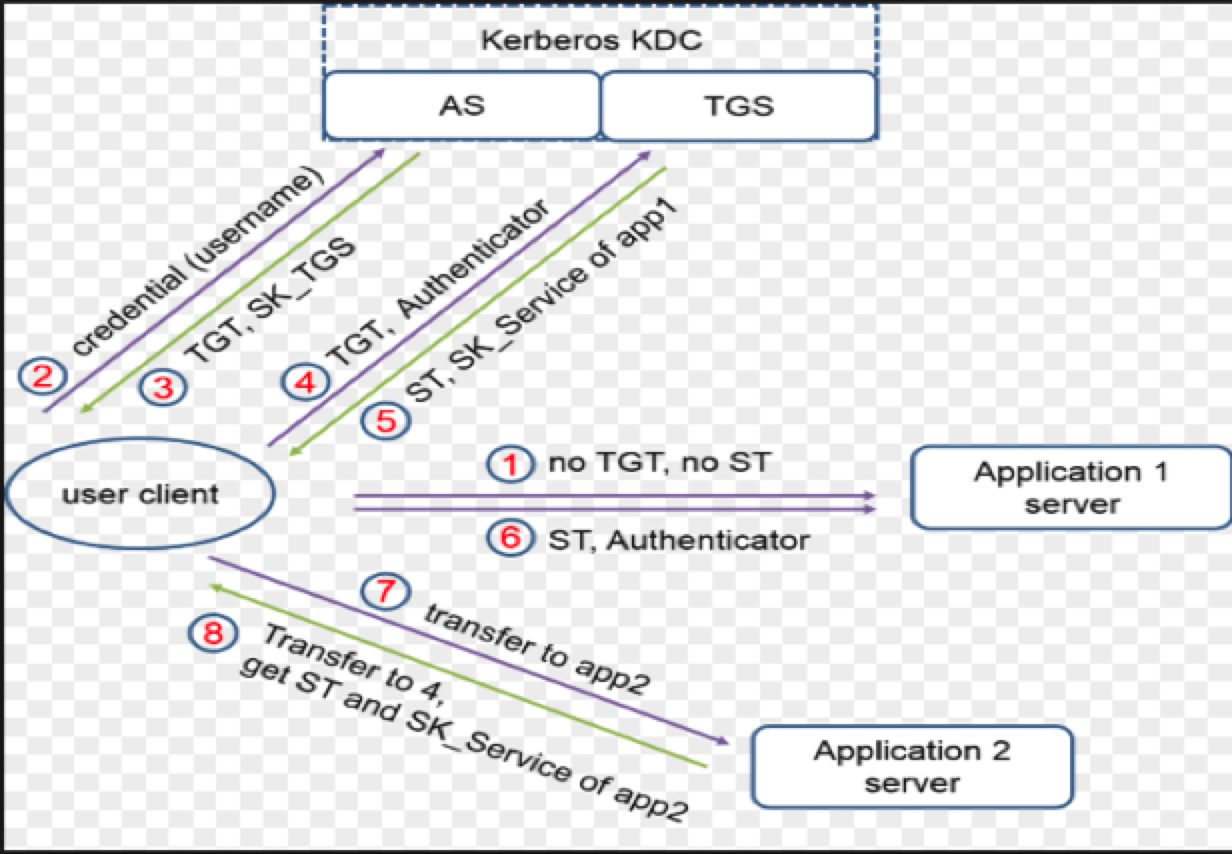 Kerberos KDC
AS
TGS
2 credential (username)
3 TGT, SK_TGS
4 TGT, Authenticator
5 ST, SK_Service of app1
1 no TGT, no ST
user client
Application 1
server
6 ST, Authenticator
7 transfer to app2
8 Transfer to 4,
get ST and SK_Service of app2
Application 2
server